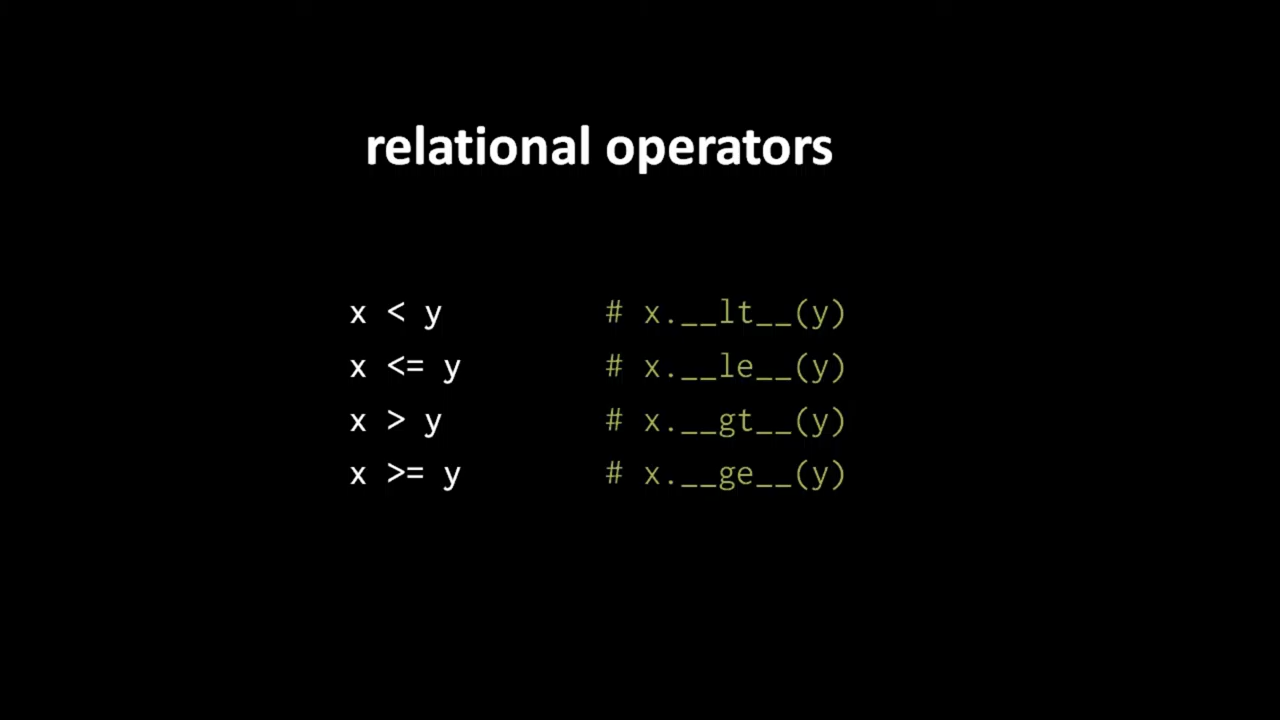 relational operators
x < y # x.__lt__(y)
x <= y # x.__le__(y)
x > y # x.__gt__(y)
x >= y # x.__ge__(y)